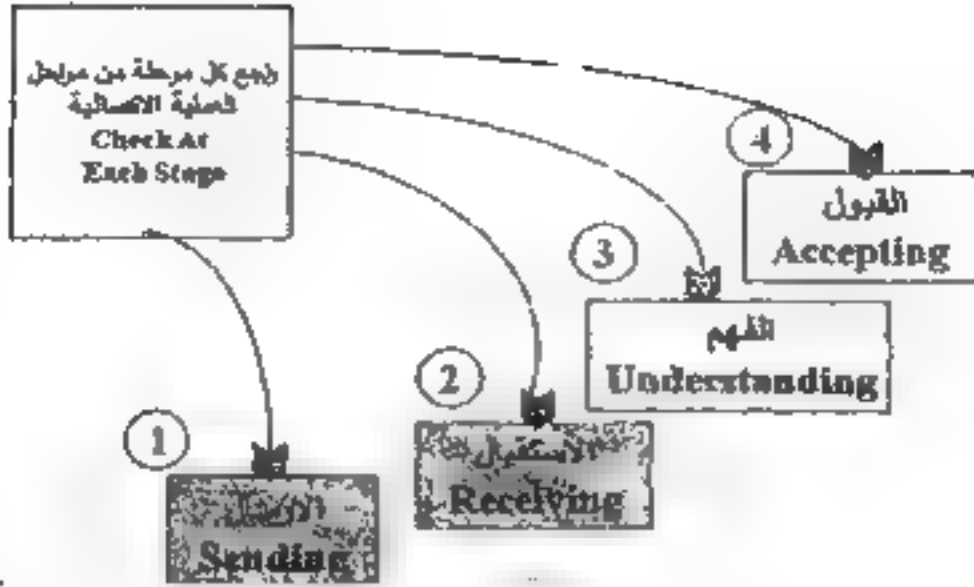 راجع كل مرحلة من مراحل
العملية الاتصالية
Check At
Each Stage
4
القبول
Accepting
3
الفهم
Understanding
2
الاستقبال
Receiving
1
الإرسال
Sending